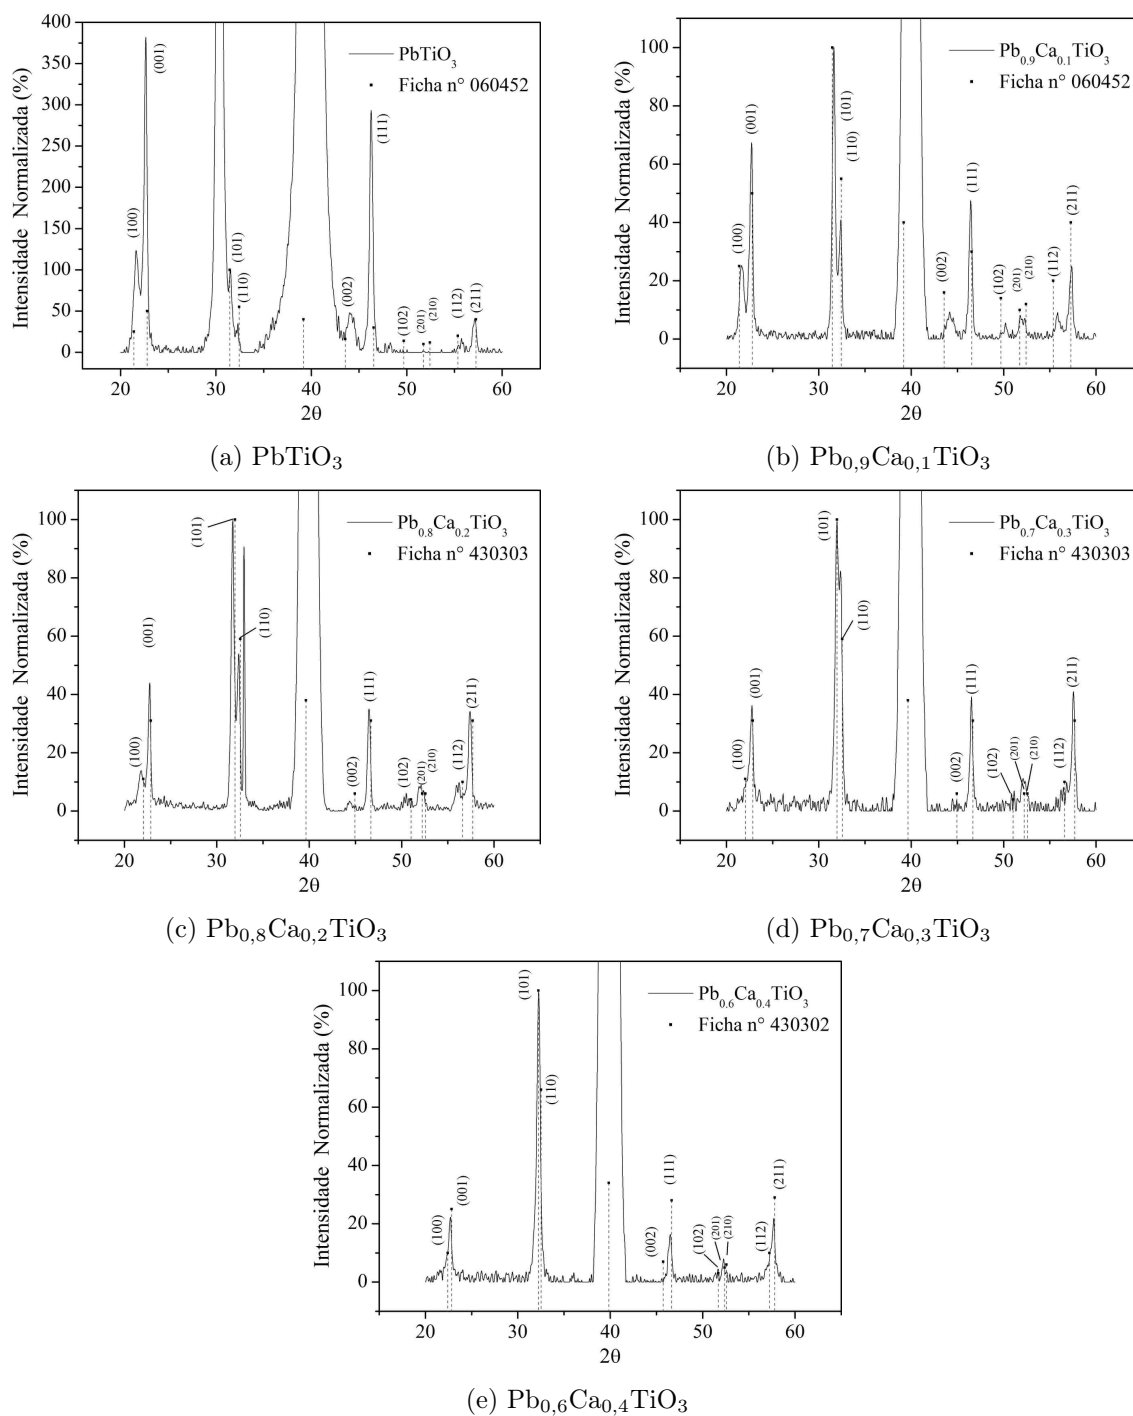 Intensidade Normalizada (%)
400
350
300
250
200
150
100
50
0
20 30 40 50 60
2θ
PbTiO₃
Ficha n° 060452
(100)
(001)
(101)
(110)
(002)
(111)
(102)
(201)
(210)
(112)
(211)
(a) PbTiO₃
Intensidade Normalizada (%)
100
80
60
40
20
0
20 30 40 50 60
2θ
Pb₀.₉Ca₀.₁TiO₃
Ficha n° 060452
(100)
(001)
(101)
(110)
(002)
(111)
(102)
(201)
(210)
(112)
(211)
(b) Pb₀,₉Ca₀,₁TiO₃
Intensidade Normalizada (%)
100
80
60
40
20
0
20 30 40 50 60
2θ
Pb₀.₈Ca₀.₂TiO₃
Ficha n° 430303
(100)
(001)
(101)
(110)
(002)
(111)
(102)
(201)
(210)
(112)
(211)
(c) Pb₀,₈Ca₀,₂TiO₃
Intensidade Normalizada (%)
100
80
60
40
20
0
20 30 40 50 60
2θ
Pb₀.₇Ca₀.₃TiO₃
Ficha n° 430303
(100)
(001)
(101)
(110)
(002)
(111)
(102)
(201)
(210)
(112)
(211)
(d) Pb₀,₇Ca₀,₃TiO₃
Intensidade Normalizada (%)
100
80
60
40
20
0
20 30 40 50 60
2θ
Pb₀.₆Ca₀.₄TiO₃
Ficha n° 430302
(100)
(001)
(101)
(110)
(002)
(111)
(102)
(201)
(210)
(112)
(211)
(e) Pb₀,₆Ca₀,₄TiO₃